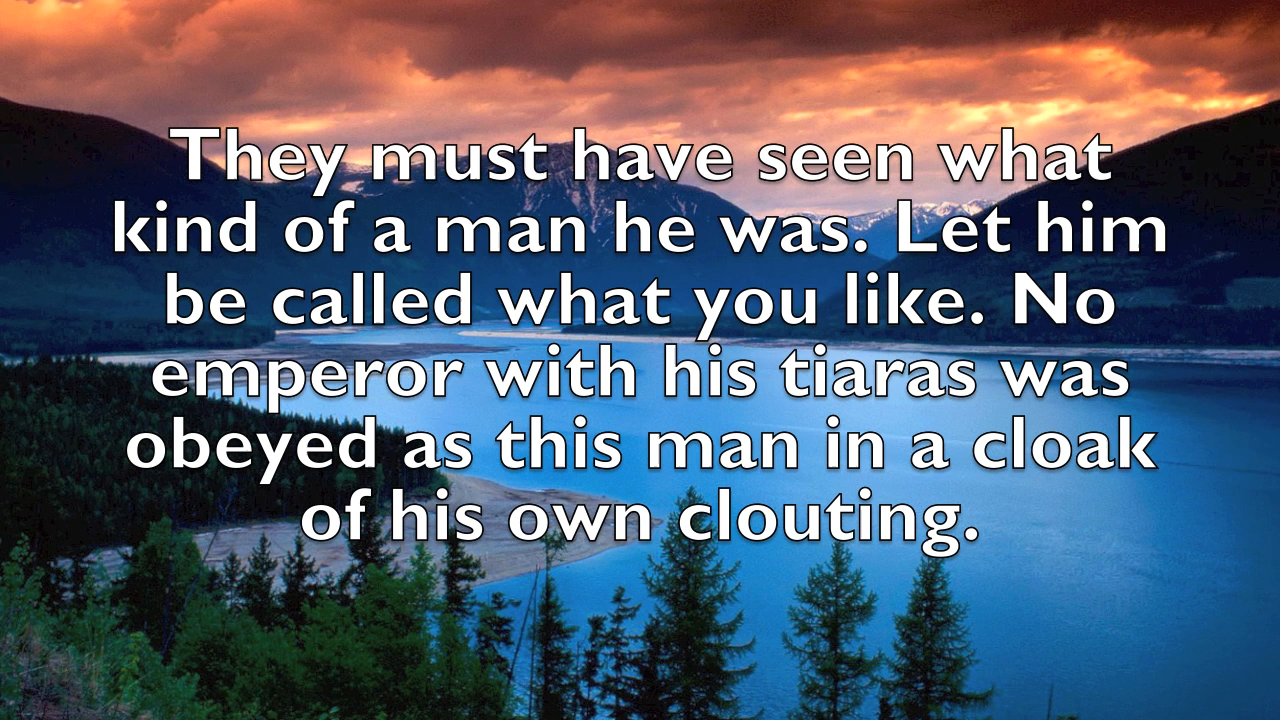 They must have seen what
kind of a man he was. Let him
be called what you like. No
emperor with his tiaras was
obeyed as this man in a cloak
of his own clouting.